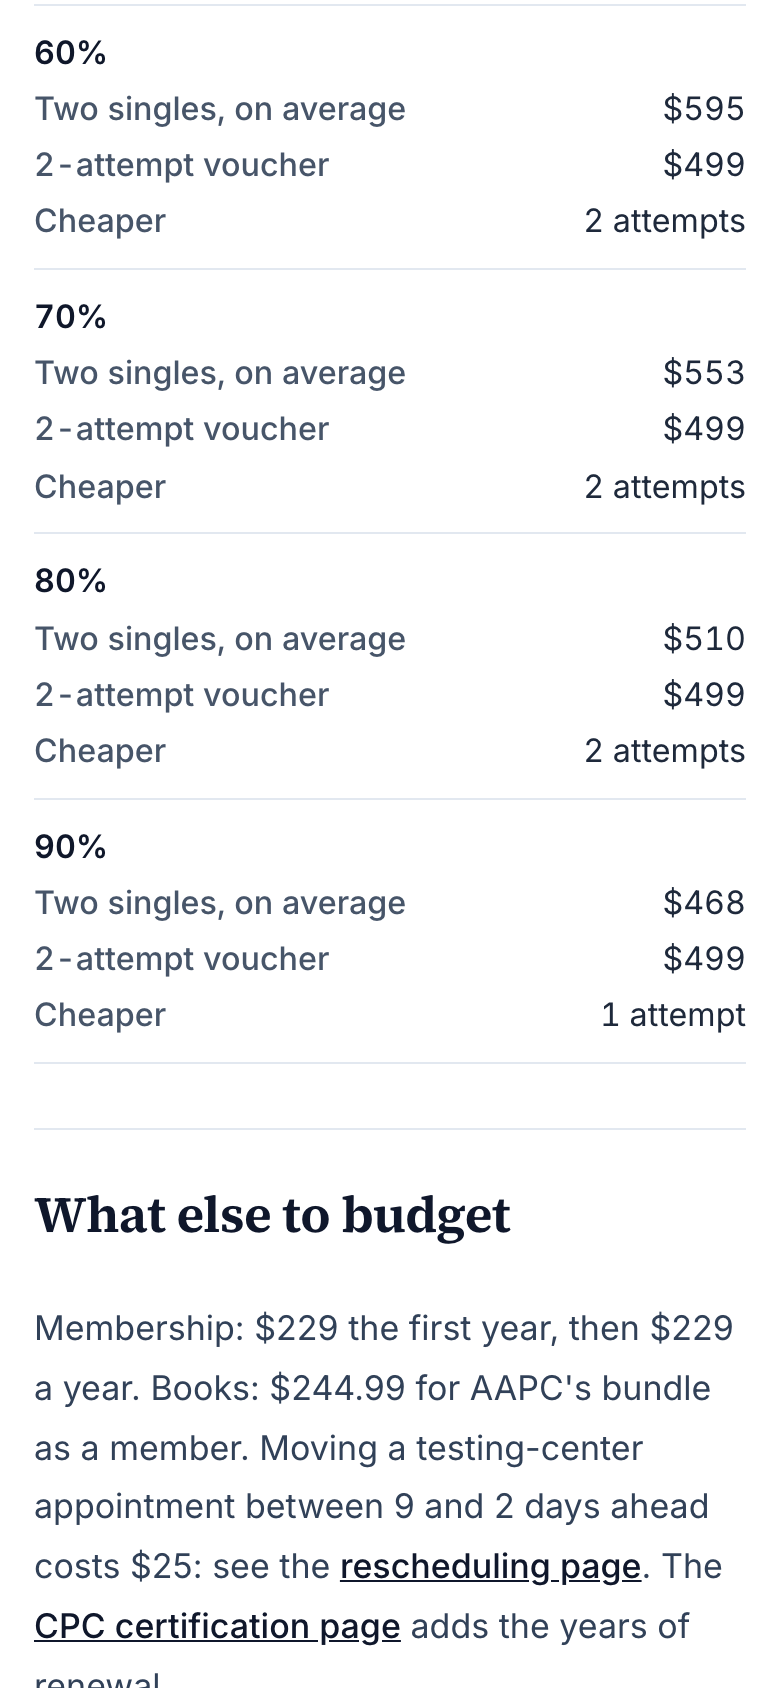 60%
Two singles, on average $595
2-attempt voucher $499
Cheaper 2 attempts
70%
Two singles, on average $553
2-attempt voucher $499
Cheaper 2 attempts
80%
Two singles, on average $510
2-attempt voucher $499
Cheaper 2 attempts
90%
Two singles, on average $468
2-attempt voucher $499
Cheaper 1 attempt
What else to budget
Membership: $229 the first year, then $229
a year. Books: $244.99 for AAPC's bundle
as a member. Moving a testing-center
appointment between 9 and 2 days ahead
costs $25: see the rescheduling page. The
CPC certification page adds the years of
renewal